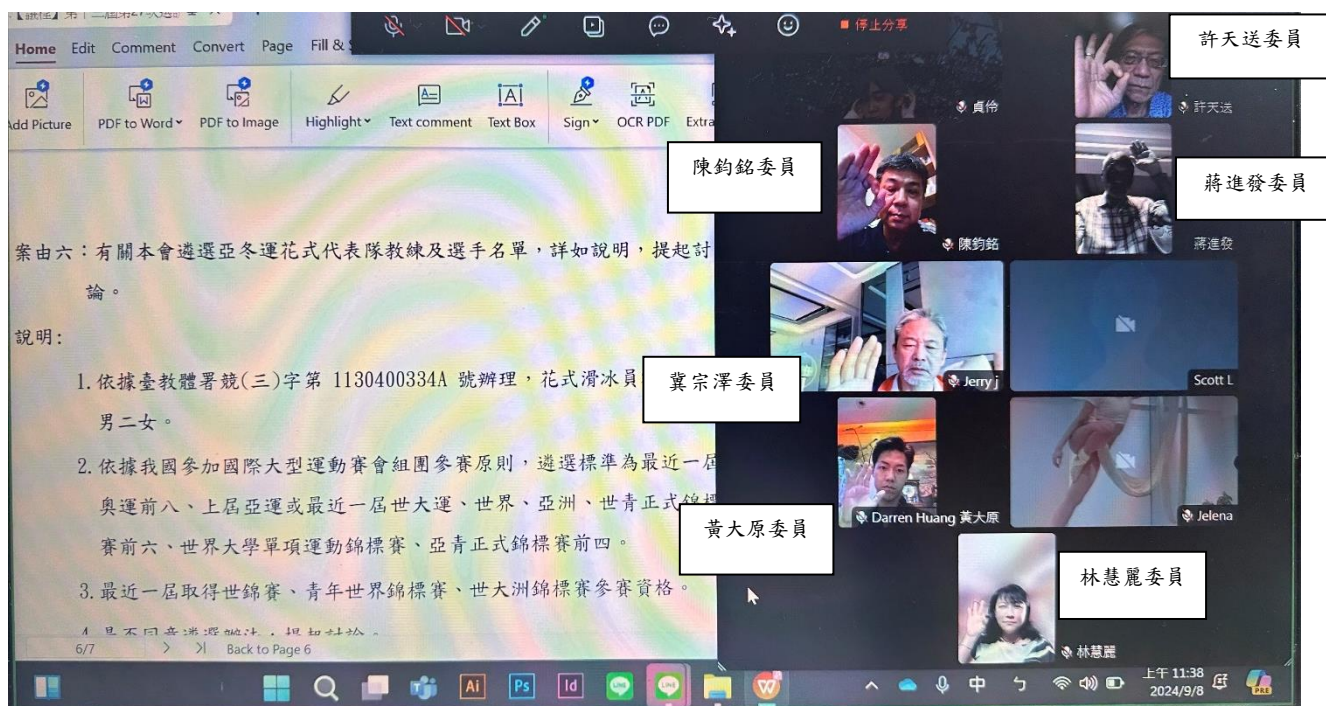 Home Edit Comment Convert Page Fill &
停止分享
Add Picture PDF to Word PDF to Image Highlight Text comment Text Box Sign OCR PDF Extra
案由六：有關本會遴選亞冬運花式代表隊教練及選手名單，詳如說明，提起討
論。
說明:
1. 依據臺教體署競(三)字第 1130400334A 號辦理，花式滑冰員
男二女。
2. 依據我國參加國際大型運動賽會組團參賽原則，遴選標準為最近一屆
奧運前八、上屆亞運或最近一屆世大運、世界、亞洲、世青正式錦標
賽前六、世界大學單項運動錦標賽、亞青正式錦標賽前四。
3. 最近一屆取得世錦賽、青年世界錦標賽、世大洲錦標賽參賽資格。
6/7 Back to Page 6
許天送委員
貞伶
許天送
陳鈞銘委員
蔣進發委員
陳鈞銘
蔣進發
冀宗澤委員
Jerry j
Scott L
黃大原委員
Darren Huang 黃大原
Jelena
林慧麗委員
林慧麗
Ai Ps Id LINE LINE W
中 ㄅ
上午 11:38
2024/9/8
PRE